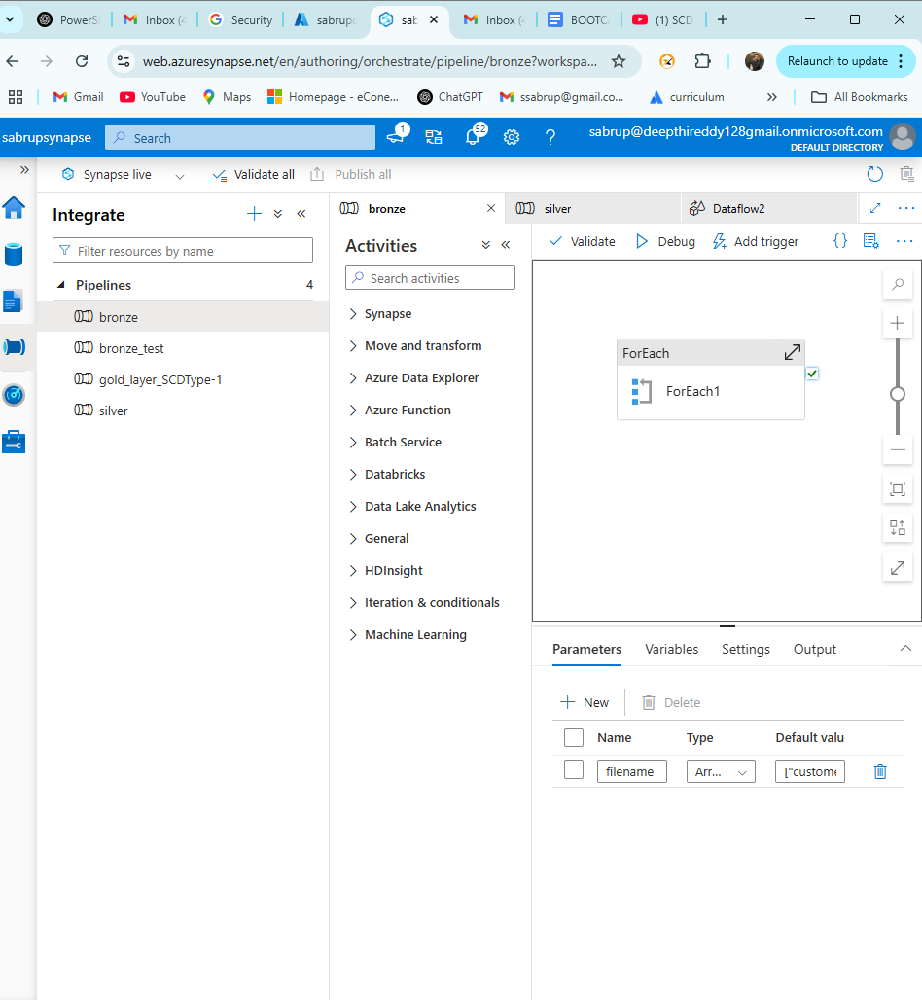 PowerS
Inbox (4
Security
sabrupc
sab
Inbox (4
BOOTC
(1) SCD
web.azuresynapse.net/en/authoring/orchestrate/pipeline/bronze?workspa...
Relaunch to update
Gmail
YouTube
Maps
Homepage - eCone...
ChatGPT
ssabrup@gmail.co...
curriculum
All Bookmarks
sabrupsynapse
Search
1
52
sabrup@deepthireddy128gmail.onmicrosoft.com
DEFAULT DIRECTORY
Synapse live
Validate all
Publish all
Integrate
Filter resources by name
Pipelines
4
bronze
bronze_test
gold_layer_SCDType-1
silver
bronze
silver
Dataflow2
Activities
Search activities
Synapse
Move and transform
Azure Data Explorer
Azure Function
Batch Service
Databricks
Data Lake Analytics
General
HDInsight
Iteration & conditionals
Machine Learning
Validate
Debug
Add trigger
{}
ForEach
ForEach1
Parameters
Variables
Settings
Output
New
Delete
Name
Type
Default valu
filename
Arr...
["custome